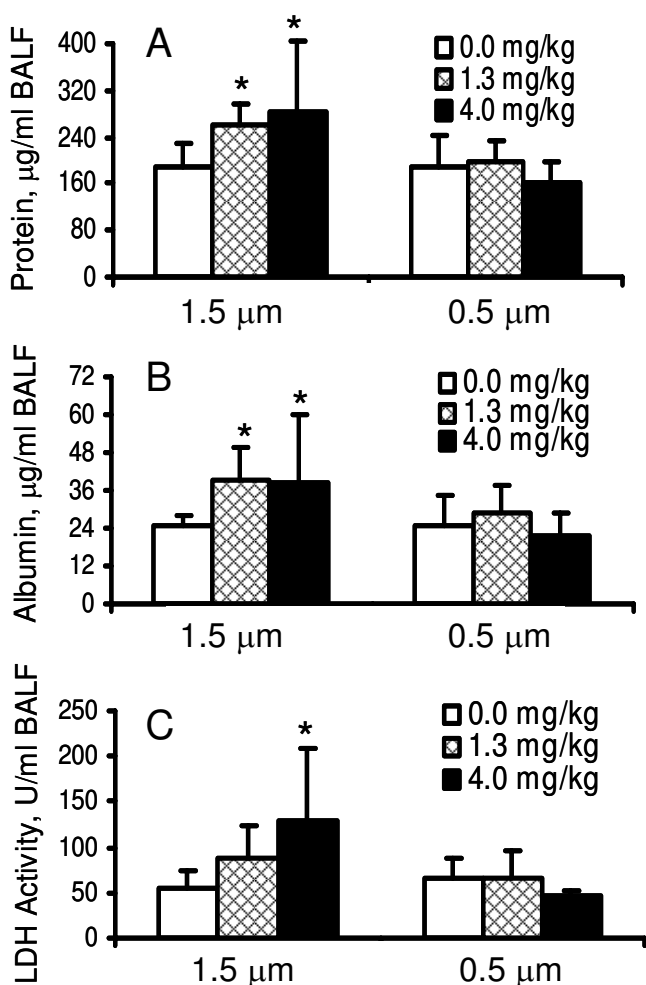 A
Protein, μg/ml BALF
400
320
240
160
80
0
* *
0.0 mg/kg
1.3 mg/kg
4.0 mg/kg
1.5 μm 0.5 μm
B
Albumin, μg/ml BALF
72
60
48
36
24
12
0
* *
0.0 mg/kg
1.3 mg/kg
4.0 mg/kg
1.5 μm 0.5 μm
C
LDH Activity, U/ml BALF
250
200
150
100
50
0
*
0.0 mg/kg
1.3 mg/kg
4.0 mg/kg
1.5 μm 0.5 μm